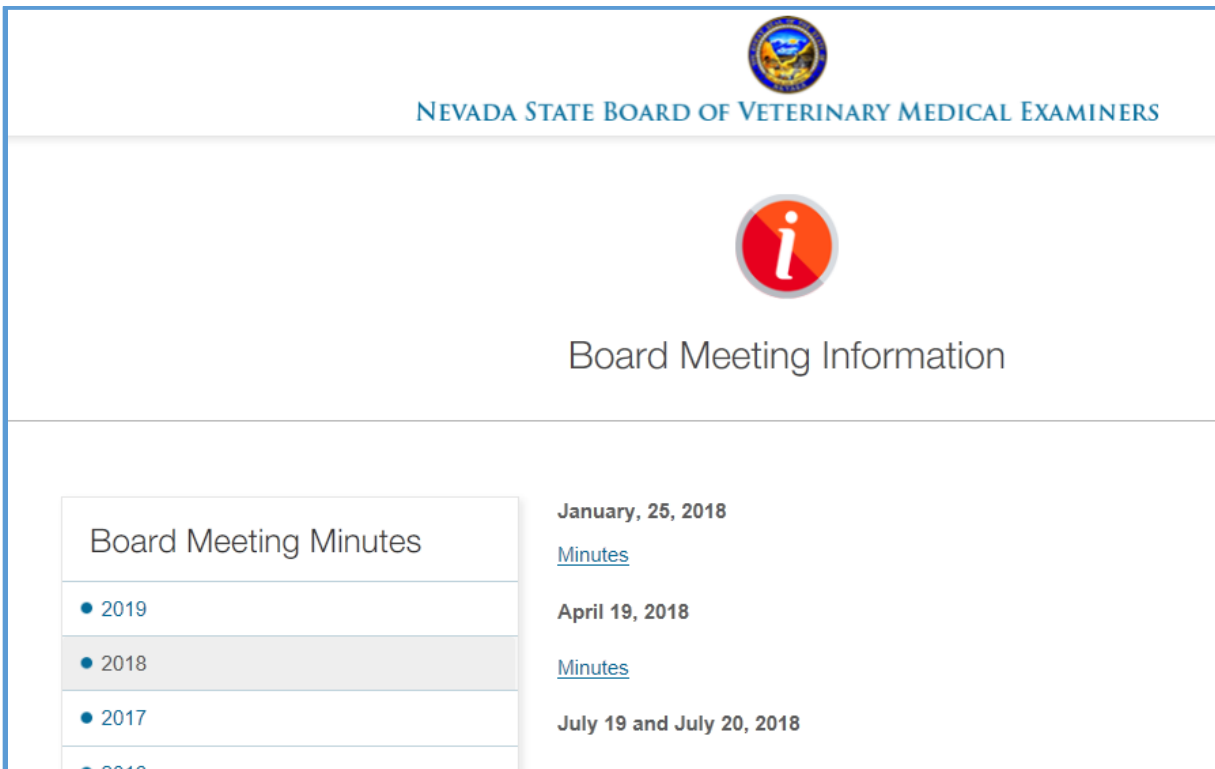 NEVADA STATE BOARD OF VETERINARY MEDICAL EXAMINERS
i
Board Meeting Information
Board Meeting Minutes
2019
2018
2017
January, 25, 2018
Minutes
April 19, 2018
Minutes
July 19 and July 20, 2018